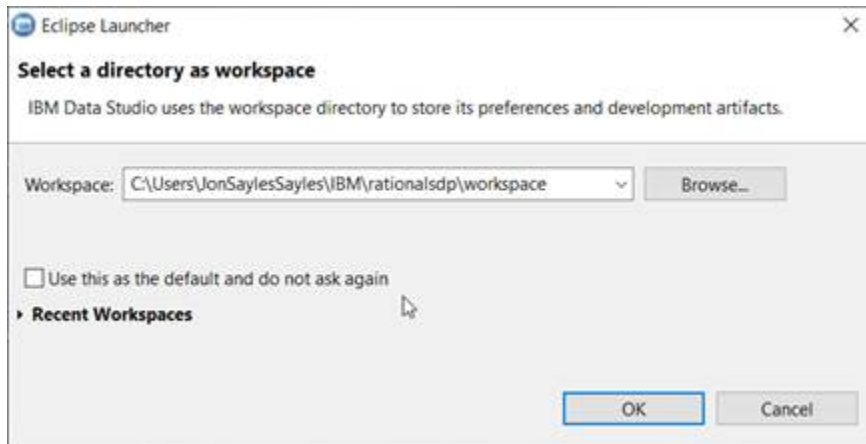 Eclipse Launcher
Select a directory as workspace
IBM Data Studio uses the workspace directory to store its preferences and development artifacts.
Workspace: C:\Users\JonSaylesSayles\IBM\rationalsdp\workspace Browse...
Use this as the default and do not ask again
Recent Workspaces
OK Cancel